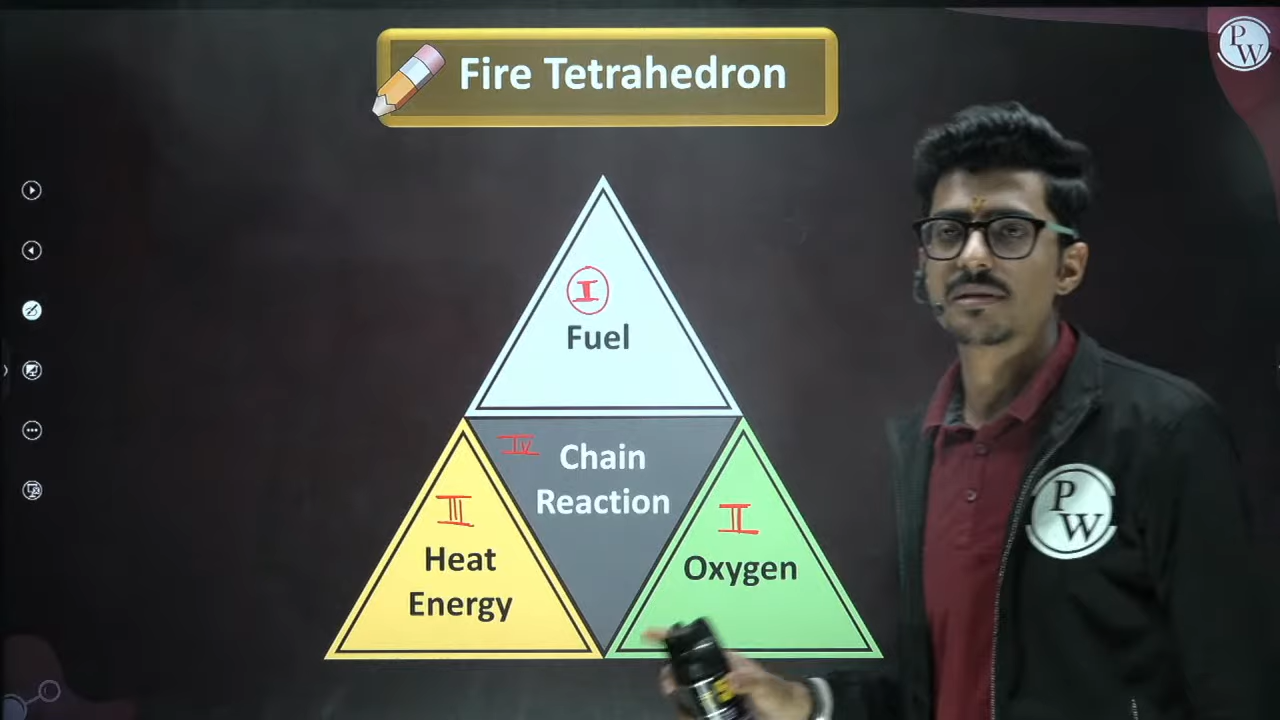 Fire Tetrahedron
PW
I
Fuel
IV
Chain
Reaction
III
Heat
Energy
II
Oxygen
PW